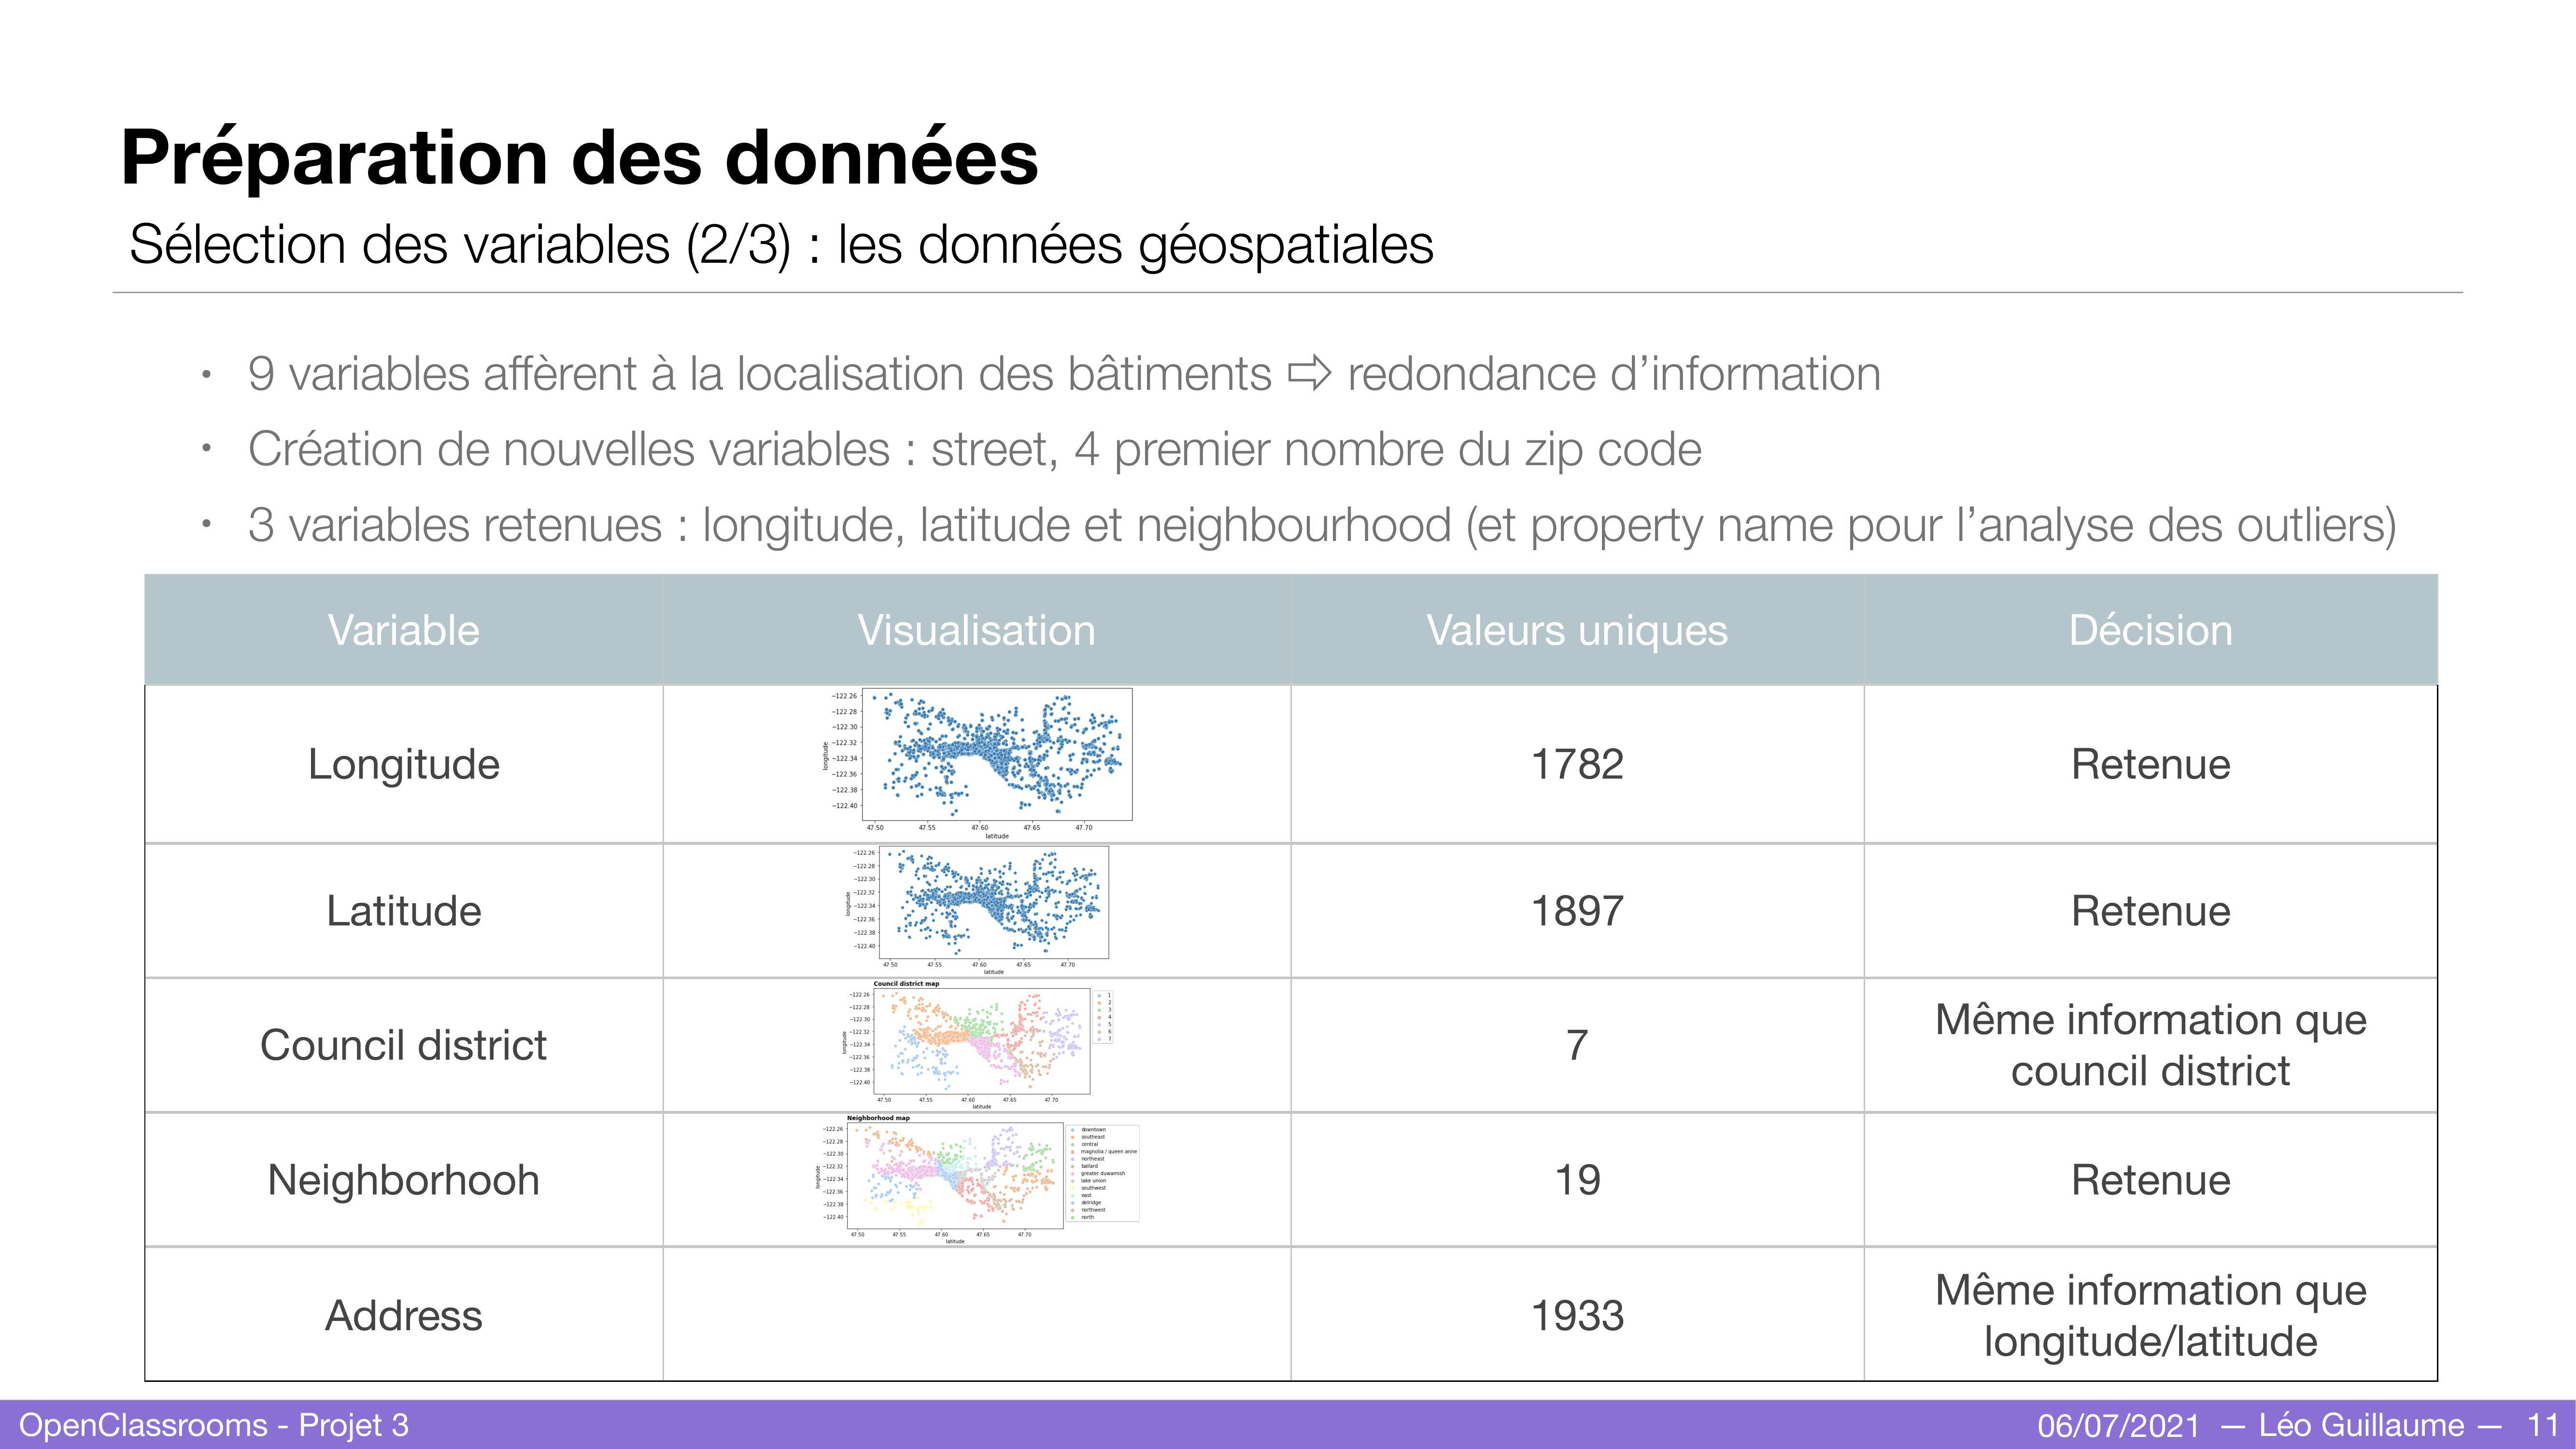 Préparation des données
Sélection des variables (2/3) : les données géospatiales
• 9 variables affèrent à la localisation des bâtiments ⇨ redondance d’information
• Création de nouvelles variables : street, 4 premier nombre du zip code
• 3 variables retenues : longitude, latitude et neighbourhood (et property name pour l’analyse des outliers)
Variable Visualisation Valeurs uniques Décision
Longitude
−122.26
−122.28
−122.30
−122.32
−122.34
−122.36
−122.38
−122.40
longitude
47.50 47.55 47.60 47.65 47.70
latitude
1782
Retenue
Latitude
−122.26
−122.28
−122.30
−122.32
−122.34
−122.36
−122.38
−122.40
longitude
47.50 47.55 47.60 47.65 47.70
latitude
1897
Retenue
Council district
Council district map
−122.26
−122.28
−122.30
−122.32
−122.34
−122.36
−122.38
−122.40
longitude
47.50 47.55 47.60 47.65 47.70
latitude
1
2
3
4
5
6
7
7
Même information que
council district
Neighborhooh
Neighborhood map
−122.26
−122.28
−122.30
−122.32
−122.34
−122.36
−122.38
−122.40
longitude
47.50 47.55 47.60 47.65 47.70
latitude
downtown
southeast
central
magnolia / queen anne
northeast
ballard
greater duwamish
lake union
southwest
east
delridge
northwest
north
19
Retenue
Address
1933
Même information que
longitude/latitude
OpenClassrooms - Projet 3
06/07/2021 — Léo Guillaume — 11